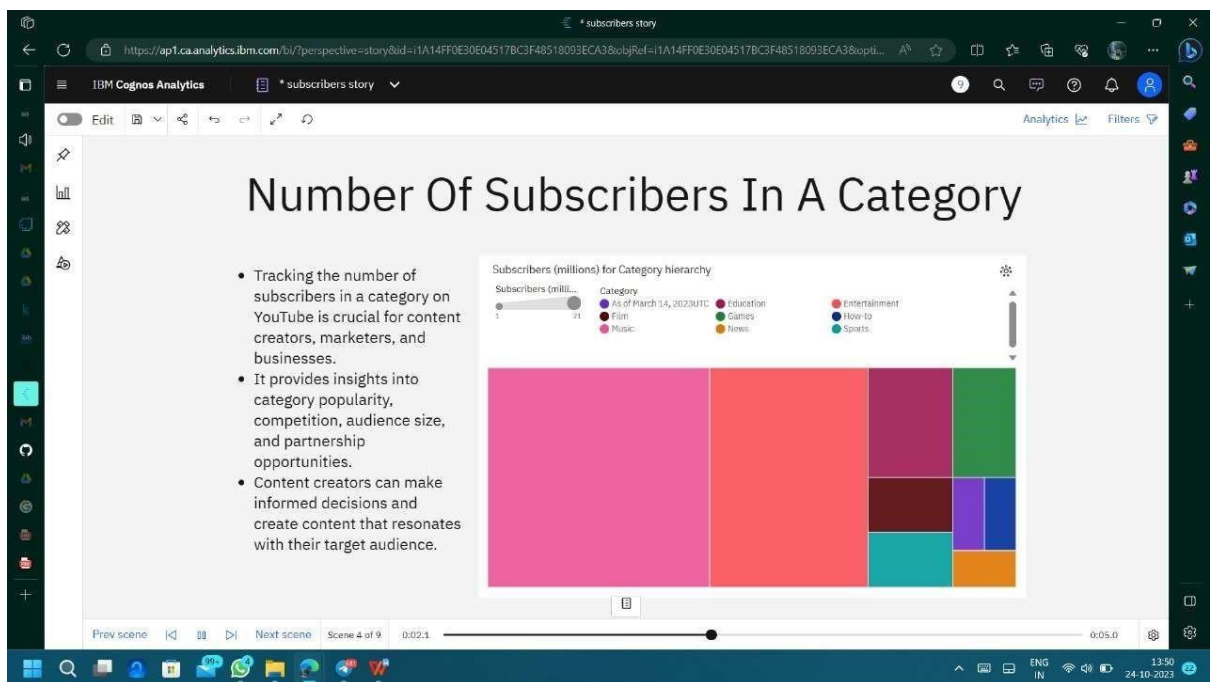 * subscribers story
https://ap1.ca.analytics.ibm.com/bi/?perspective=story&id=i1A14FF0E30E04517BC3F48518093ECA3&objRef=i1A14FF0E30E04517BC3F48518093ECA3&opti...
IBM Cognos Analytics
* subscribers story
9
Edit
Analytics
Filters
Number Of Subscribers In A Category
• Tracking the number of
subscribers in a category on
YouTube is crucial for content
creators, marketers, and
businesses.
• It provides insights into
category popularity,
competition, audience size,
and partnership
opportunities.
• Content creators can make
informed decisions and
create content that resonates
with their target audience.
Subscribers (millions) for Category hierarchy
Subscribers (milli...
1 21
Category
As of March 14, 2023UTC Education Entertainment
Film Games How-to
Music News Sports
Prev scene Next scene Scene 4 of 9 0:02.1 0:05.0
99+
4
ENG
IN
13:50
24-10-2023
22